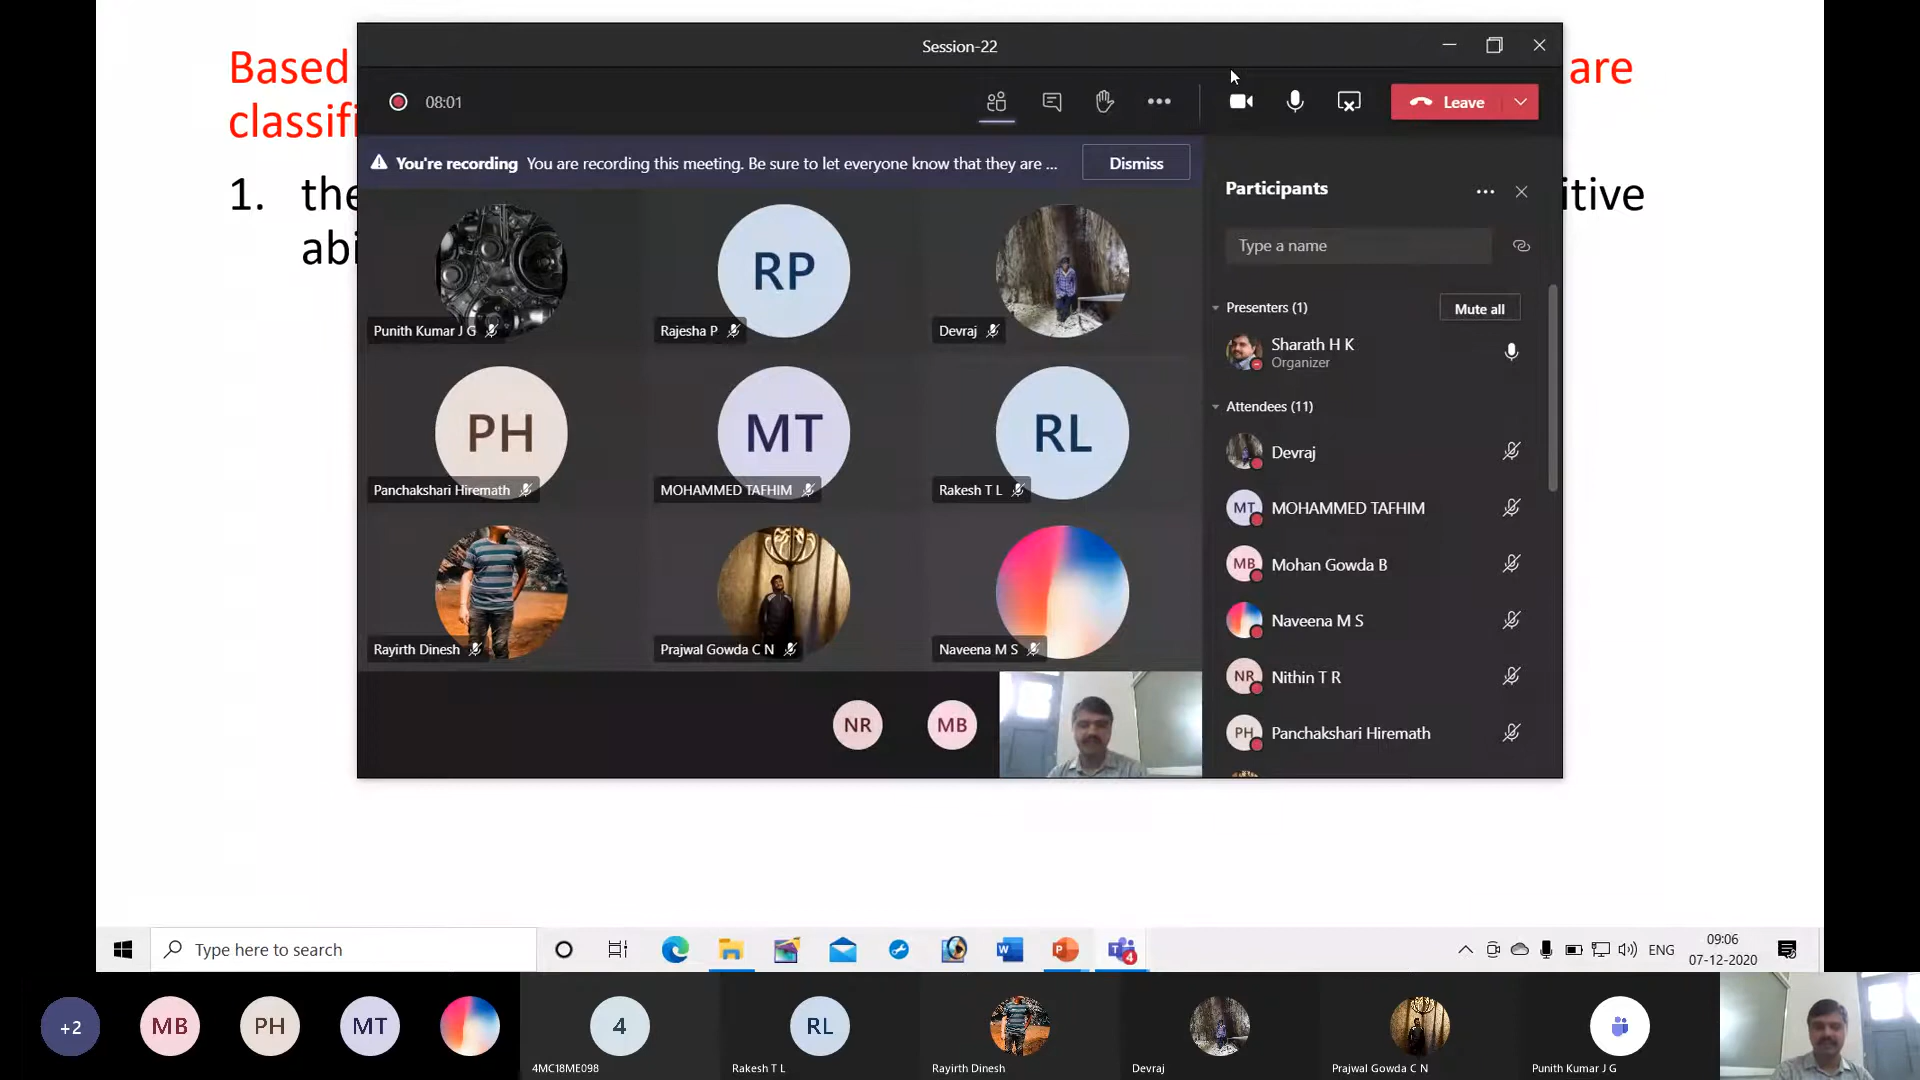 Based
are
classifi
1. the
itive
abi
Session-22
08:01
Leave
You're recording You are recording this meeting. Be sure to let everyone know that they are ...
Dismiss
Punith Kumar J G
RP
Rajesha P
Devraj
PH
Panchakshari Hiremath
MT
MOHAMMED TAFHIM
RL
Rakesh T L
Rayirth Dinesh
Prajwal Gowda C N
Naveena M S
NR
MB
Participants
Type a name
Presenters (1)
Mute all
Sharath H K
Organizer
Attendees (11)
Devraj
MT MOHAMMED TAFHIM
MB Mohan Gowda B
Naveena M S
NR Nithin T R
PH Panchakshari Hiremath
Type here to search
4
ENG
09:06
07-12-2020
+2
MB
PH
MT
4
4MC18ME098
RL
Rakesh T L
Rayirth Dinesh
Devraj
Prajwal Gowda C N
Punith Kumar J G